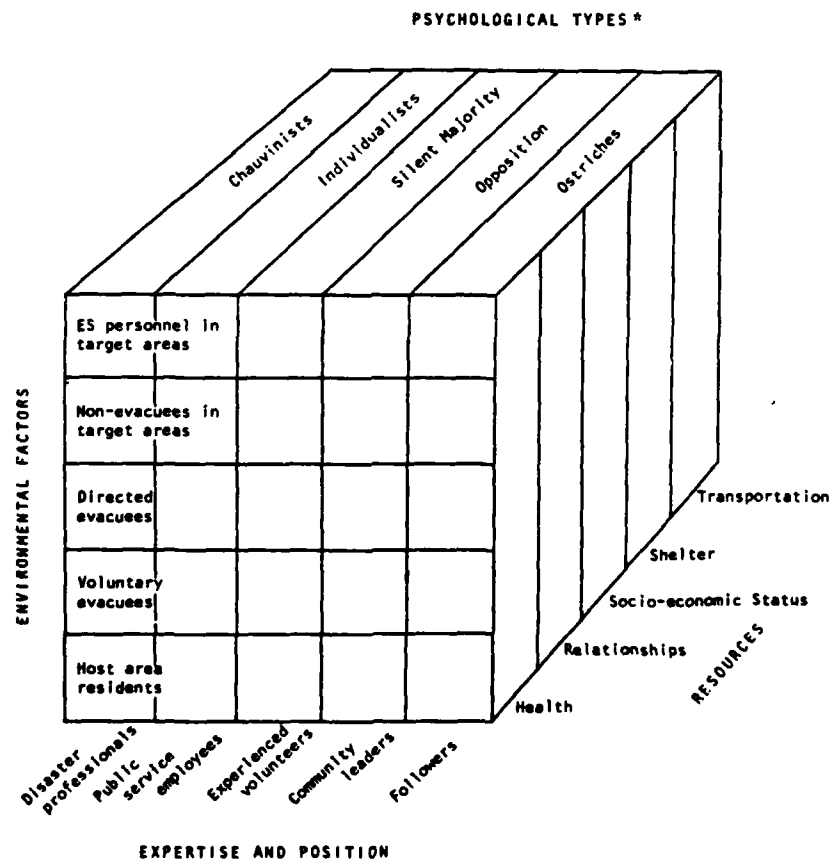 PSYCHOLOGICAL TYPES*
Chauvinists
Individualists
Silent Majority
Opposition
Ostriches
ENVIRONMENTAL FACTORS
ES personnel in
target areas
Non-evacuees in
target areas
Directed
evacuees
Voluntary
evacuees
Host area
residents
Transportation
Shelter
Socio-economic Status
Relationships
Health
RESOURCES
Disaster
professionals
Public
service
employees
Experienced
volunteers
Community
leaders
Followers
EXPERTISE AND POSITION